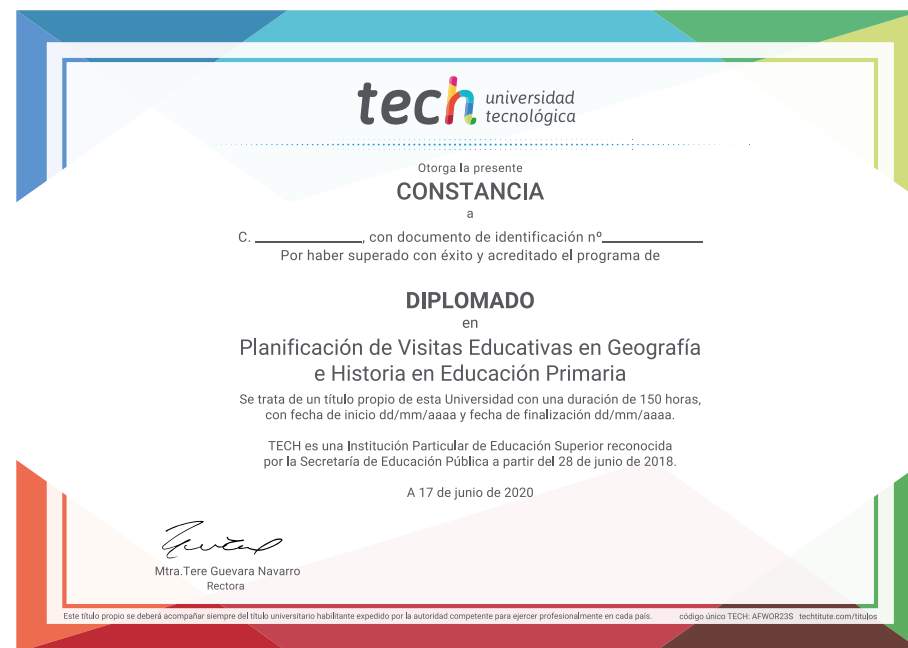 tech universidad
tecnológica
Otorga la presente
CONSTANCIA
a
C. ____________, con documento de identificación nº____________
Por haber superado con éxito y acreditado el programa de
DIPLOMADO
en
Planificación de Visitas Educativas en Geografía
e Historia en Educación Primaria
Se trata de un título propio de esta Universidad con una duración de 150 horas,
con fecha de inicio dd/mm/aaaa y fecha de finalización dd/mm/aaaa.
TECH es una Institución Particular de Educación Superior reconocida
por la Secretaría de Educación Pública a partir del 28 de junio de 2018.
A 17 de junio de 2020
Mtra.Tere Guevara Navarro
Rectora
Este título propio se deberá acompañar siempre del título universitario habilitante expedido por la autoridad competente para ejercer profesionalmente en cada país. código único TECH: AFWOR23S techtitute.com/titulos